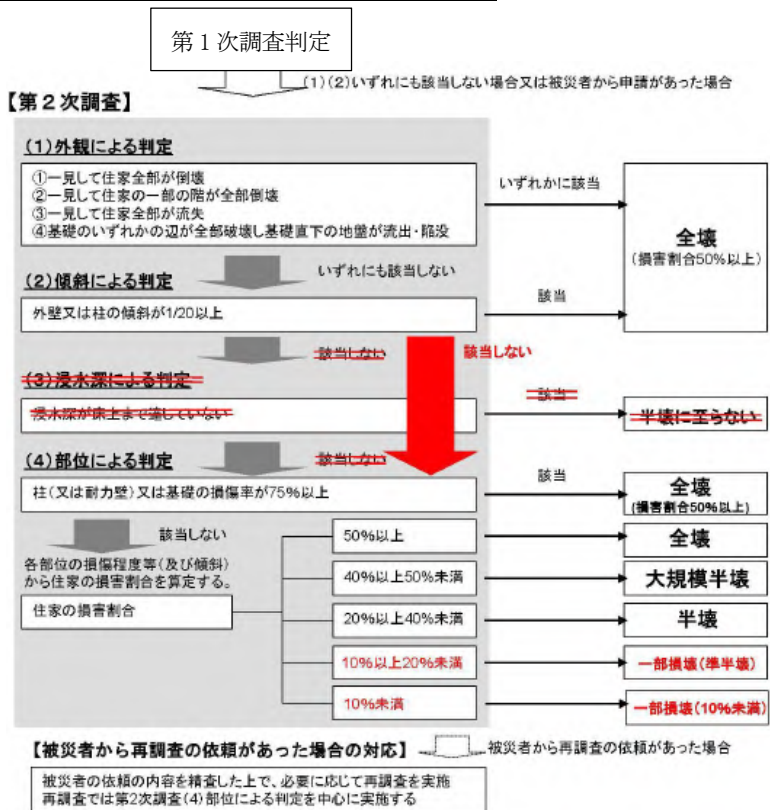 第1次調査判定
(1)(2)いずれにも該当しない場合又は被災者から申請があった場合
【第2次調査】
(1)外観による判定
①一見して住家全部が倒壊
②一見して住家の一部の階が全部倒壊
③一見して住家全部が流失
④基礎のいずれかの辺が全部破壊し基礎直下の地盤が流出・陥没
いずれかに該当
全壊
(損害割合50%以上)
いずれにも該当しない
(2)傾斜による判定
外壁又は柱の傾斜が1/20以上
該当
該当しない
該当しない
(3)浸水深による判定
浸水深が床上まで達していない
該当
半壊に至らない
(4)部位による判定
該当しない
柱(又は耐力壁)又は基礎の損傷率が75%以上
該当
全壊
(損害割合50%以上)
該当しない
各部位の損傷程度等(及び傾斜)
から住家の損害割合を算定する。
住家の損害割合
50%以上
全壊
40%以上50%未満
大規模半壊
20%以上40%未満
半壊
10%以上20%未満
一部損壊(準半壊)
10%未満
一部損壊(10%未満)
【被災者から再調査の依頼があった場合の対応】
被災者から再調査の依頼があった場合
被災者の依頼の内容を精査した上で、必要に応じて再調査を実施
再調査では第2次調査(4)部位による判定を中心に実施する